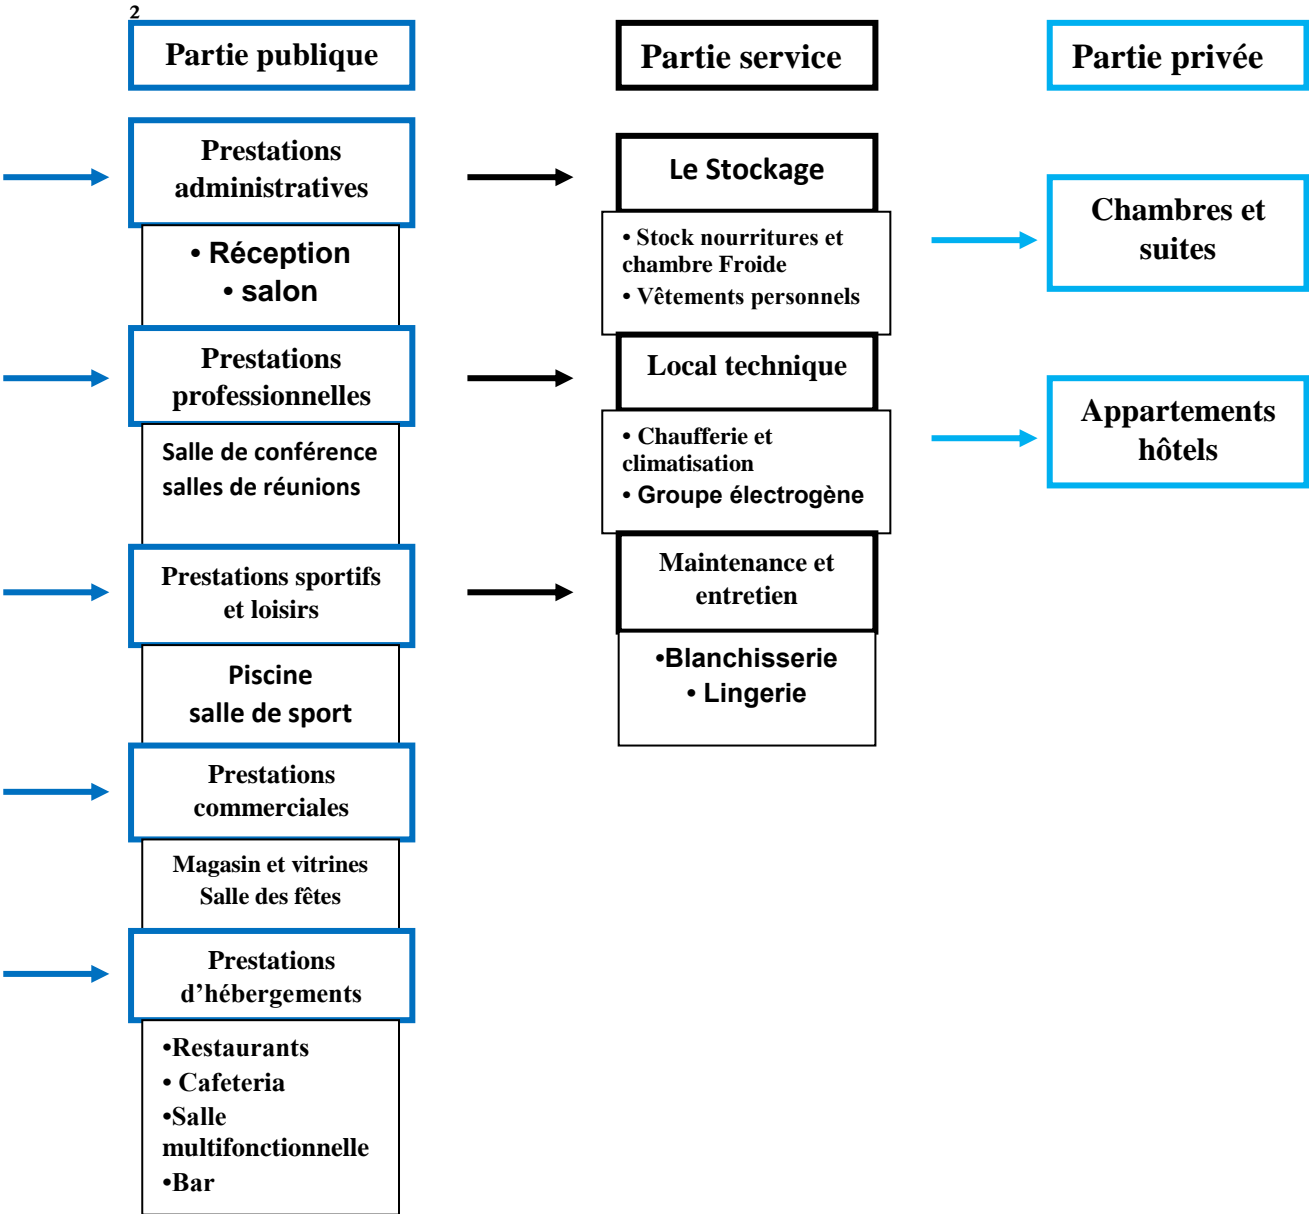 2
Partie publique
Prestations
administratives
• Réception
• salon
Prestations
professionnelles
Salle de conférence
salles de réunions
Prestations sportifs
et loisirs
Piscine
salle de sport
Prestations
commerciales
Magasin et vitrines
Salle des fêtes
Prestations
d’hébergements
•Restaurants
• Cafeteria
•Salle
multifonctionnelle
•Bar
Partie service
Le Stockage
• Stock nourritures et
chambre Froide
• Vêtements personnels
Local technique
• Chaufferie et
climatisation
• Groupe électrogène
Maintenance et
entretien
•Blanchisserie
• Lingerie
Partie privée
Chambres et
suites
Appartements
hôtels